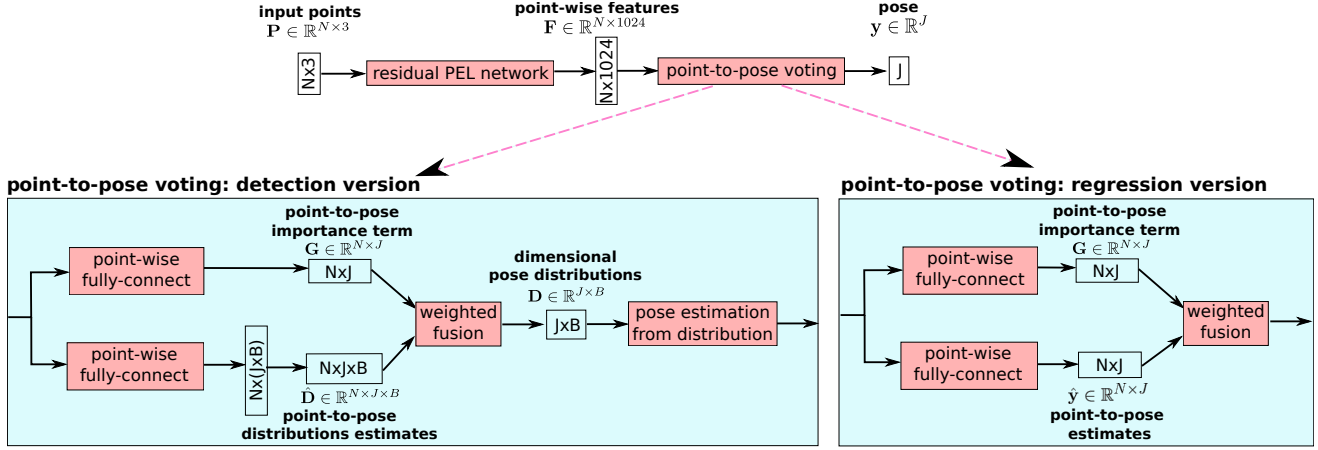 input points
P ∈ ℝ^{N×3}
point-wise features
F ∈ ℝ^{N×1024}
pose
y ∈ ℝ^J
Nx3
residual PEL network
Nx1024
point-to-pose voting
J
point-to-pose voting: detection version
point-to-pose
importance term
G ∈ ℝ^{N×J}
point-wise
fully-connect
NxJ
dimensional
pose distributions
D ∈ ℝ^{J×B}
weighted
fusion
JxB
pose estimation
from distribution
point-wise
fully-connect
Nx(JxB)
NxJxB
D̂ ∈ ℝ^{N×J×B}
point-to-pose
distributions estimates
point-to-pose voting: regression version
point-to-pose
importance term
G ∈ ℝ^{N×J}
point-wise
fully-connect
NxJ
weighted
fusion
point-wise
fully-connect
NxJ
ŷ ∈ ℝ^{N×J}
point-to-pose
estimates